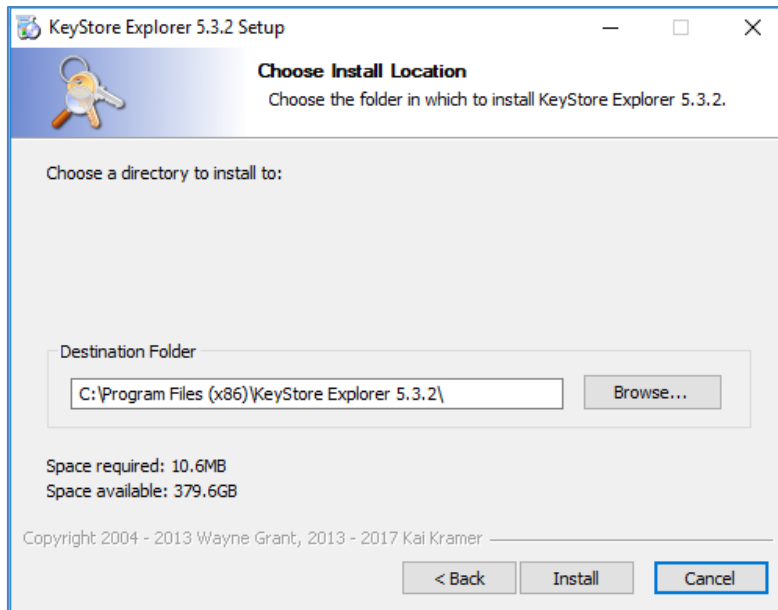 KeyStore Explorer 5.3.2 Setup
Choose Install Location
Choose the folder in which to install KeyStore Explorer 5.3.2.
Choose a directory to install to:
Destination Folder
C:\Program Files (x86)\KeyStore Explorer 5.3.2\
Browse...
Space required: 10.6MB
Space available: 379.6GB
Copyright 2004 - 2013 Wayne Grant, 2013 - 2017 Kai Kramer
< Back
Install
Cancel